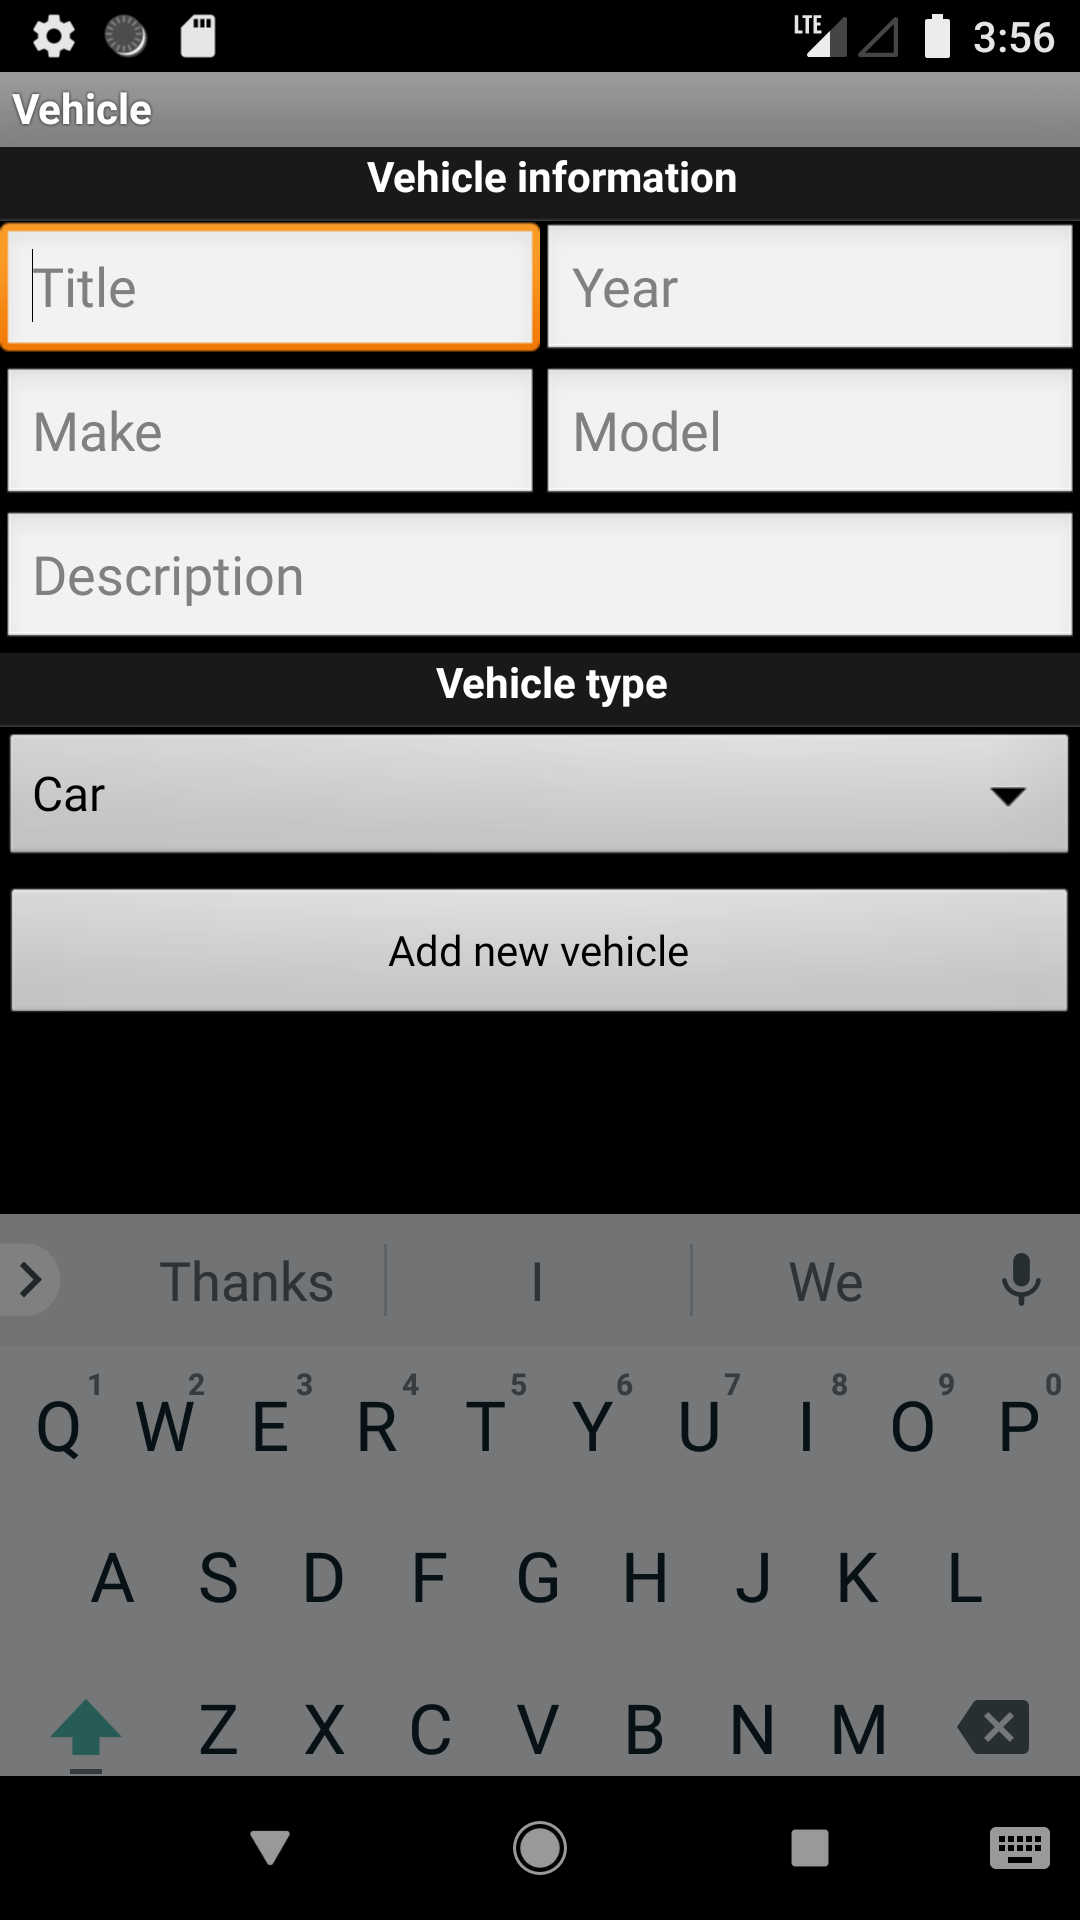 LTE 3:56
Vehicle
Vehicle information
Title Year
Make Model
Description
Vehicle type
Car
Add new vehicle
Thanks I We
1 2 3 4 5 6 7 8 9 0
Q W E R T Y U I O P
A S D F G H J K L
Z X C V B N M